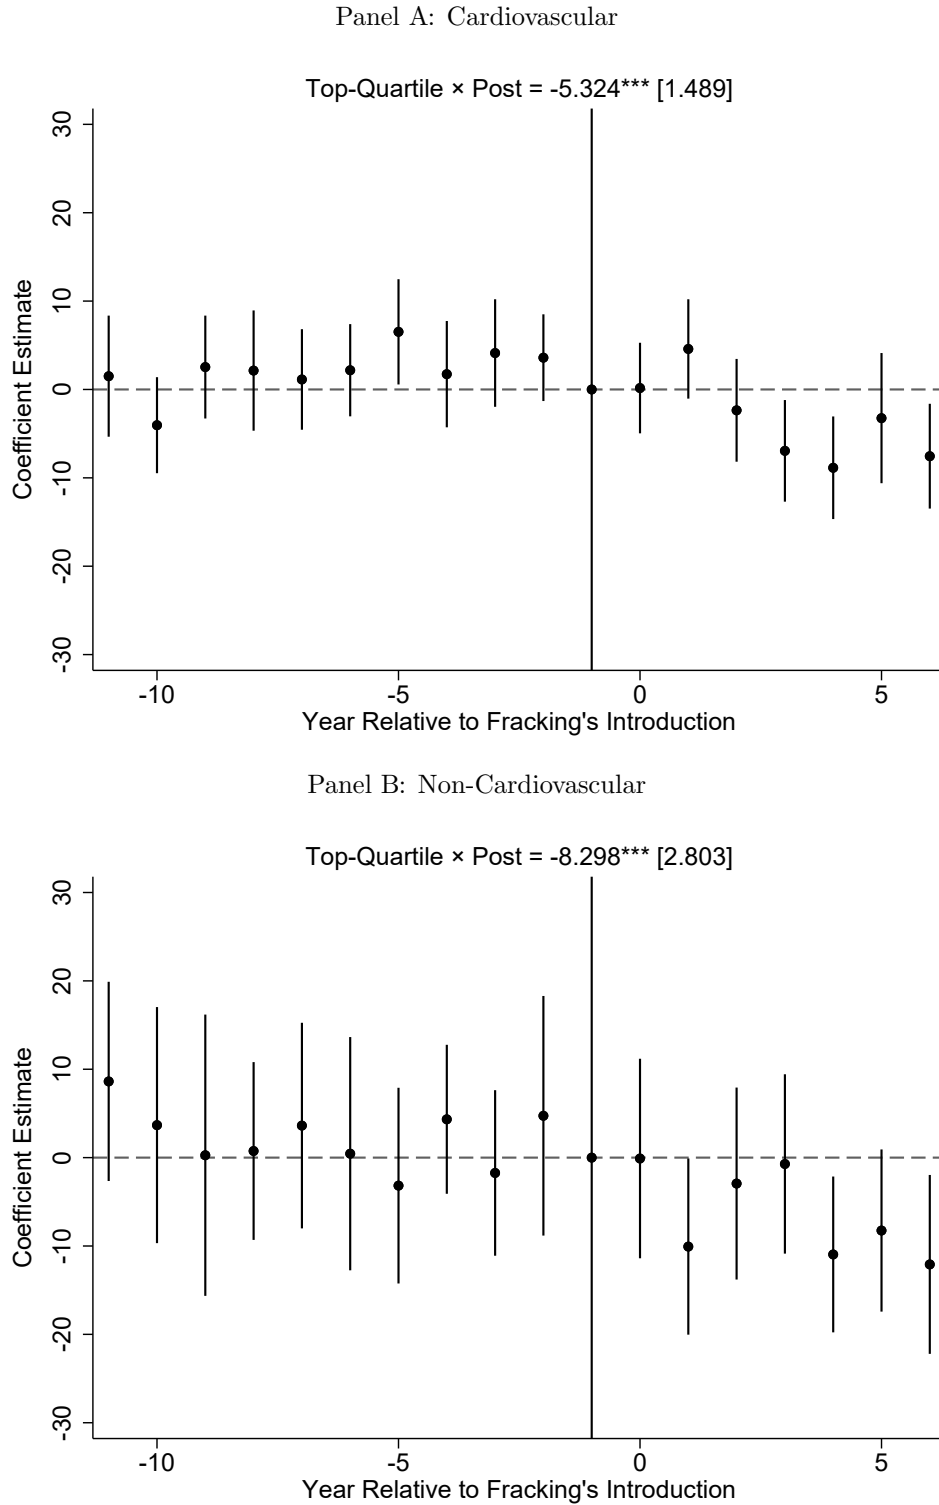 Panel A: Cardiovascular
Top-Quartile × Post = -5.324*** [1.489]
30
20
10
0
-10
-20
-30
Coefficient Estimate
-10
-5
0
5
Year Relative to Fracking's Introduction
Panel B: Non-Cardiovascular
Top-Quartile × Post = -8.298*** [2.803]
30
20
10
0
-10
-20
-30
Coefficient Estimate
-10
-5
0
5
Year Relative to Fracking's Introduction